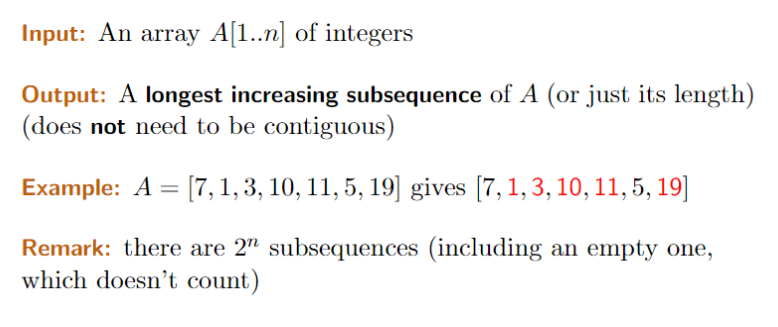 Input: An array A[1..n] of integers
Output: A longest increasing subsequence of A (or just its length)
(does not need to be contiguous)
Example: A = [7, 1, 3, 10, 11, 5, 19] gives [7, 1, 3, 10, 11, 5, 19]
Remark: there are 2ⁿ subsequences (including an empty one,
which doesn't count)